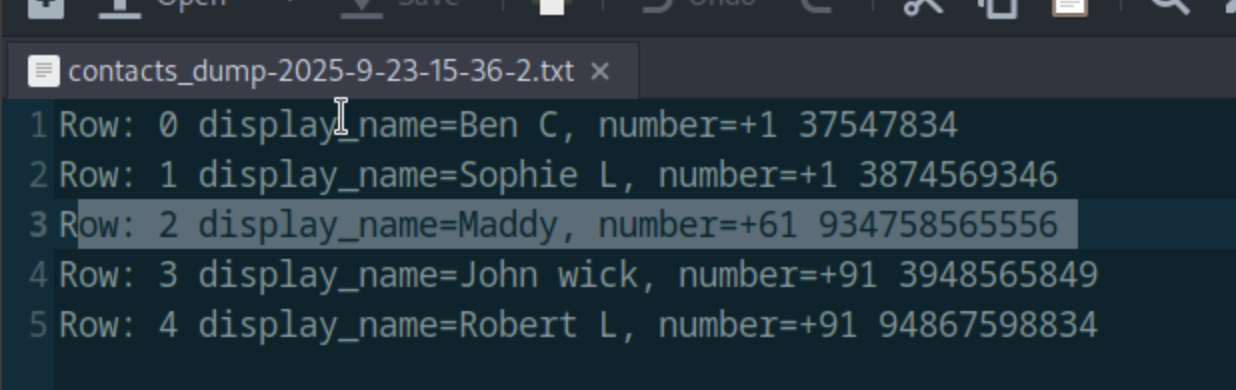 Open Save Undo
contacts_dump-2025-9-23-15-36-2.txt ×
1 Row: 0 display_name=Ben C, number=+1 37547834
2 Row: 1 display_name=Sophie L, number=+1 3874569346
3 Row: 2 display_name=Maddy, number=+61 934758565556
4 Row: 3 display_name=John wick, number=+91 3948565849
5 Row: 4 display_name=Robert L, number=+91 94867598834